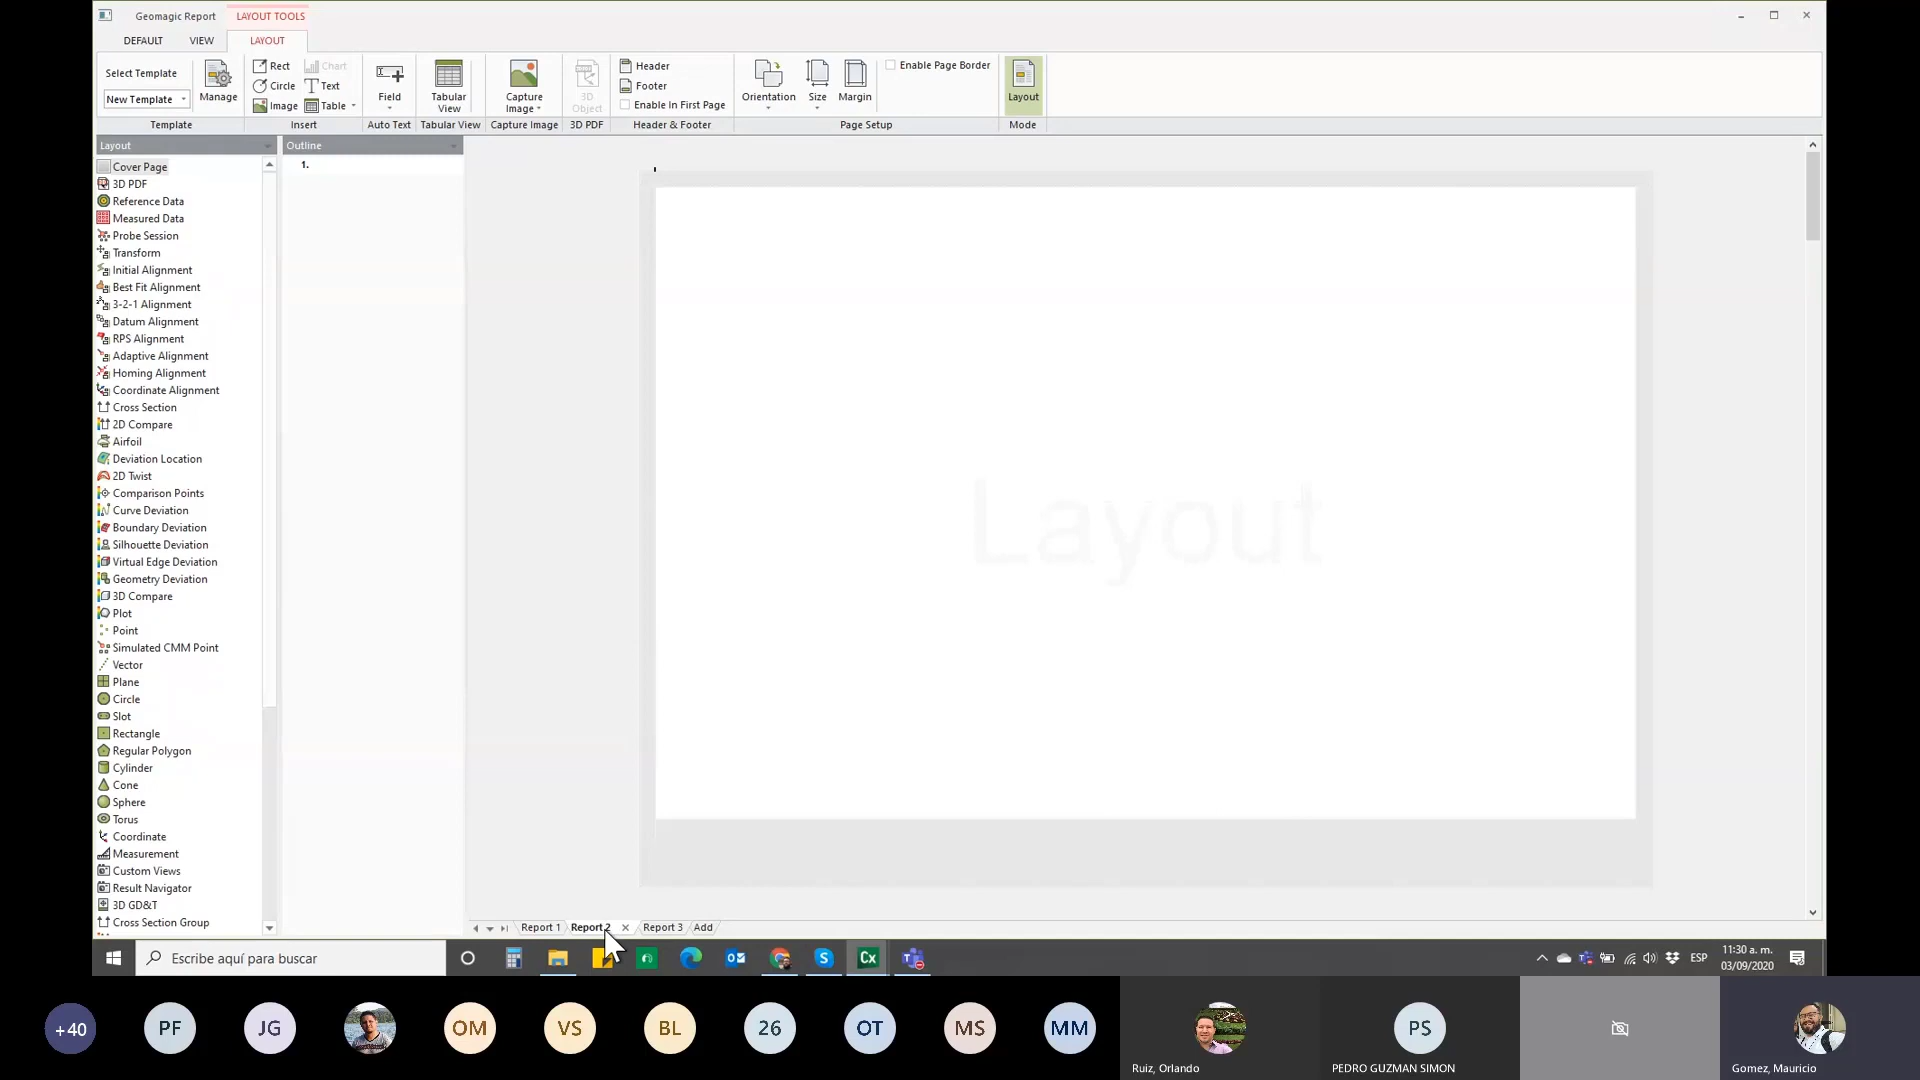 Geomagic Report
LAYOUT TOOLS
DEFAULT
VIEW
LAYOUT
Select Template
New Template
Manage
Template
Rect
Chart
Circle
Text
Image
Table
Insert
Field
Auto Text
Tabular View
Tabular View
Capture Image
Capture Image
3D Object
3D PDF
Header
Footer
Enable In First Page
Header & Footer
Orientation
Size
Margin
Enable Page Border
Page Setup
Layout
Mode
Layout
Cover Page
3D PDF
Reference Data
Measured Data
Probe Session
Transform
Initial Alignment
Best Fit Alignment
3-2-1 Alignment
Datum Alignment
RPS Alignment
Adaptive Alignment
Homing Alignment
Coordinate Alignment
Cross Section
2D Compare
Airfoil
Deviation Location
2D Twist
Comparison Points
Curve Deviation
Boundary Deviation
Silhouette Deviation
Virtual Edge Deviation
Geometry Deviation
3D Compare
Plot
Point
Simulated CMM Point
Vector
Plane
Circle
Slot
Rectangle
Regular Polygon
Cylinder
Cone
Sphere
Torus
Coordinate
Measurement
Custom Views
Result Navigator
3D GD&T
Cross Section Group
Outline
1.
Layout
Report 1
Report 2
Report 3
Add
Escribe aquí para buscar
Cx
ESP
11:30 a. m.
03/09/2020
+40
PF
JG
OM
VS
BL
26
OT
MS
MM
Ruiz, Orlando
PS
PEDRO GUZMAN SIMON
Gomez, Mauricio